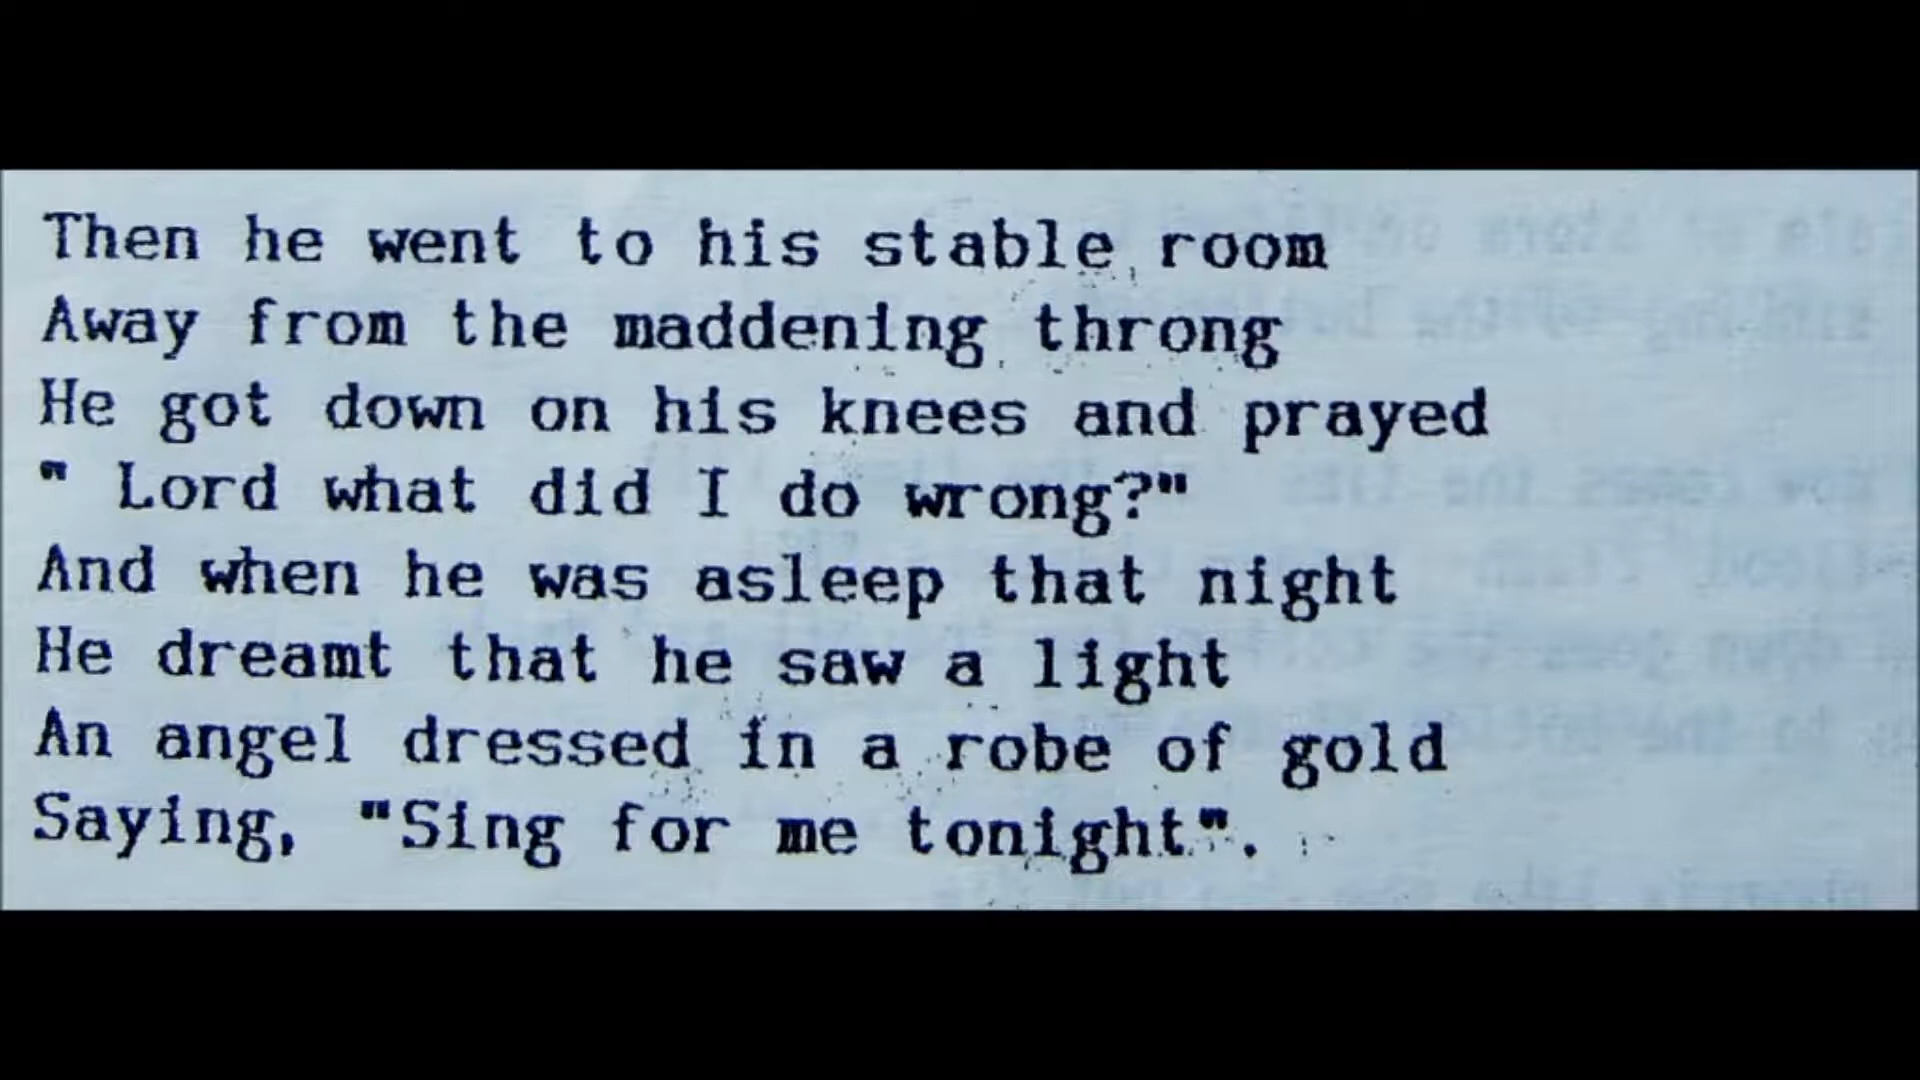 Then he went to his stable room
Away from the maddening throng
He got down on his knees and prayed
" Lord what did I do wrong?"
And when he was asleep that night
He dreamt that he saw a light
An angel dressed in a robe of gold
Saying, "Sing for me tonight".